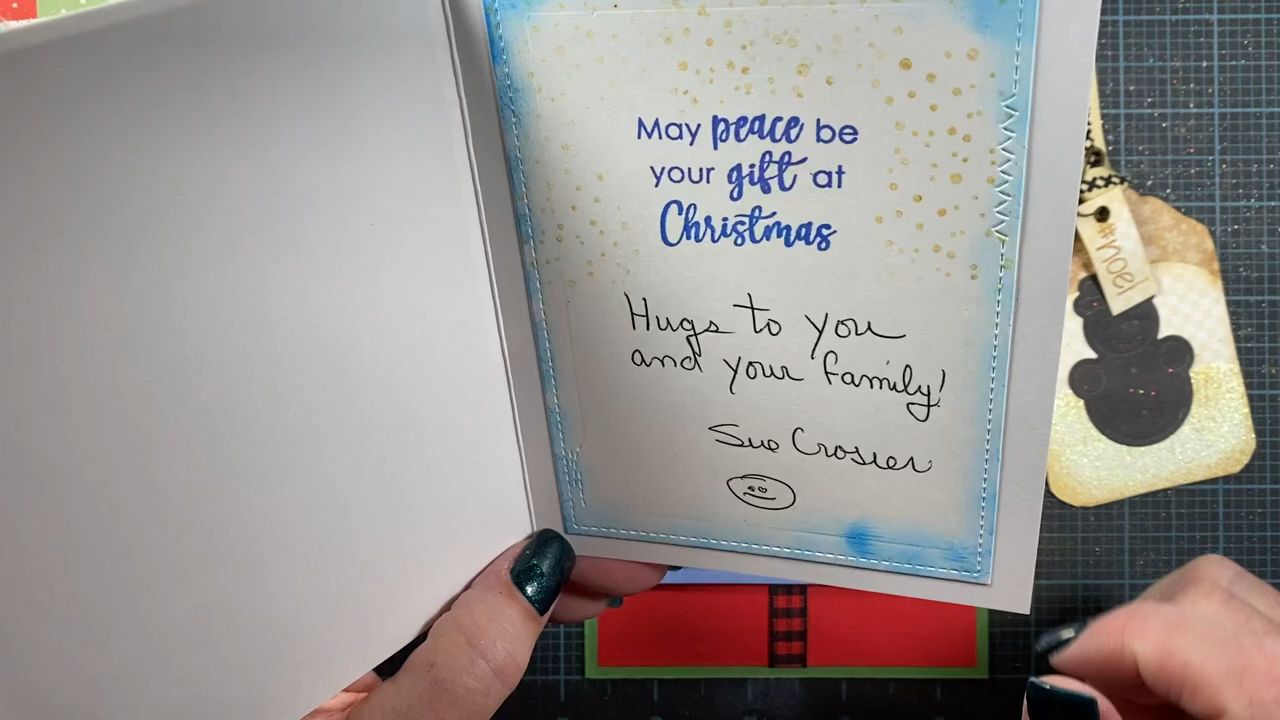 May peace be
your gift at
Christmas
Hugs to you
and your family!
Sue Crosier
#noel